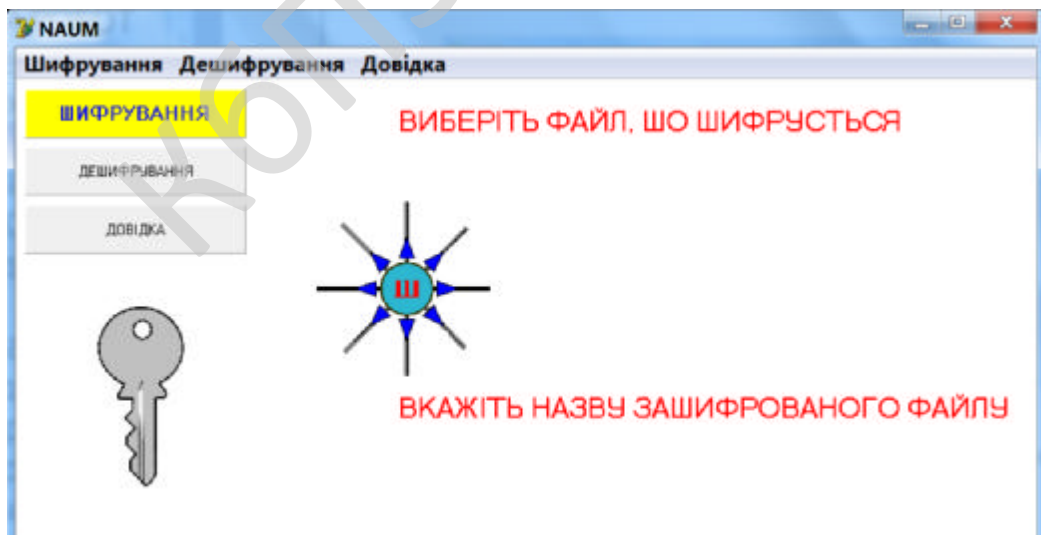 NAUM
Шифрування Дешифрування Довідка
ШИФРУВАННЯ
ВИБЕРІТЬ ФАЙЛ, ШО ШИФРУЄТЬСЯ
ДЕШИФРУВАННЯ
ДОВІДКА
Ш
ВКАЖІТЬ НАЗВУ ЗАШИФРОВАНОГО ФАЙЛУ